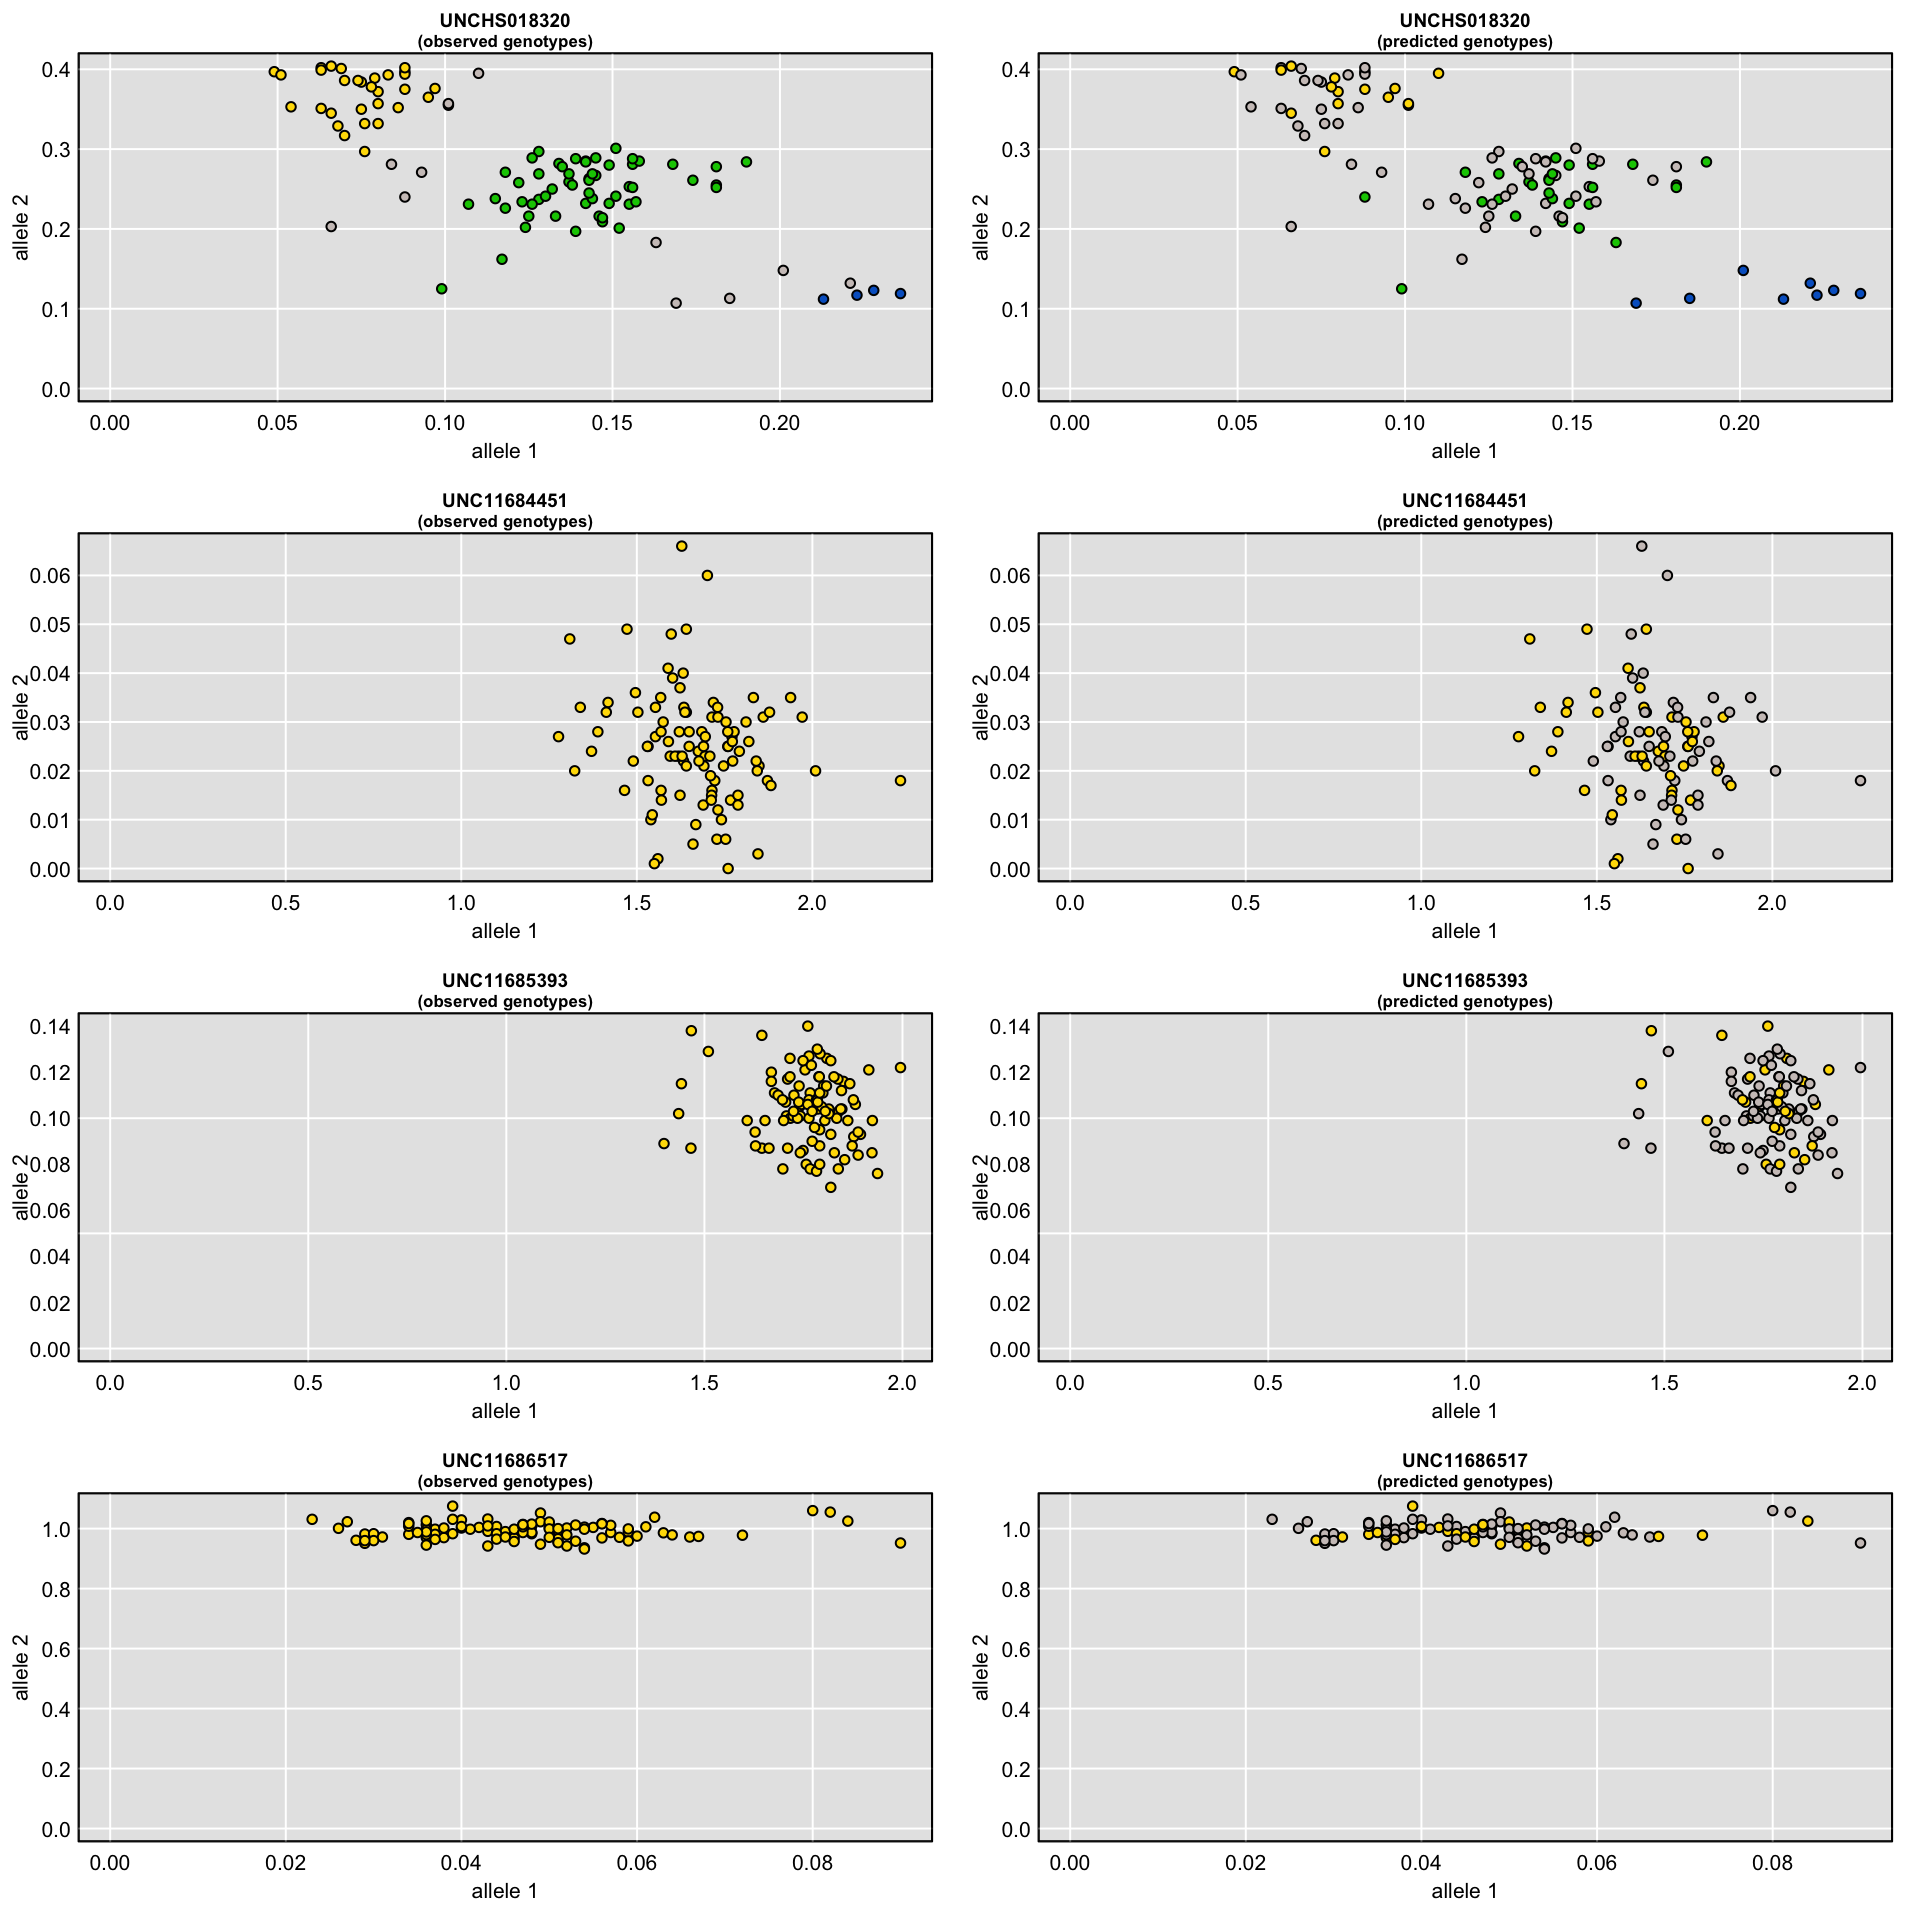 UNCHS018320
(observed genotypes)
allele 2
0.4
0.3
0.2
0.1
0.0
0.00 0.05 0.10 0.15 0.20
allele 1
UNCHS018320
(predicted genotypes)
allele 2
0.4
0.3
0.2
0.1
0.0
0.00 0.05 0.10 0.15 0.20
allele 1
UNC11684451
(observed genotypes)
allele 2
0.06
0.05
0.04
0.03
0.02
0.01
0.00
0.0 0.5 1.0 1.5 2.0
allele 1
UNC11684451
(predicted genotypes)
allele 2
0.06
0.05
0.04
0.03
0.02
0.01
0.00
0.0 0.5 1.0 1.5 2.0
allele 1
UNC11685393
(observed genotypes)
allele 2
0.14
0.12
0.10
0.08
0.06
0.04
0.02
0.00
0.0 0.5 1.0 1.5 2.0
allele 1
UNC11685393
(predicted genotypes)
allele 2
0.14
0.12
0.10
0.08
0.06
0.04
0.02
0.00
0.0 0.5 1.0 1.5 2.0
allele 1
UNC11686517
(observed genotypes)
allele 2
1.0
0.8
0.6
0.4
0.2
0.0
0.00 0.02 0.04 0.06 0.08
allele 1
UNC11686517
(predicted genotypes)
allele 2
1.0
0.8
0.6
0.4
0.2
0.0
0.00 0.02 0.04 0.06 0.08
allele 1